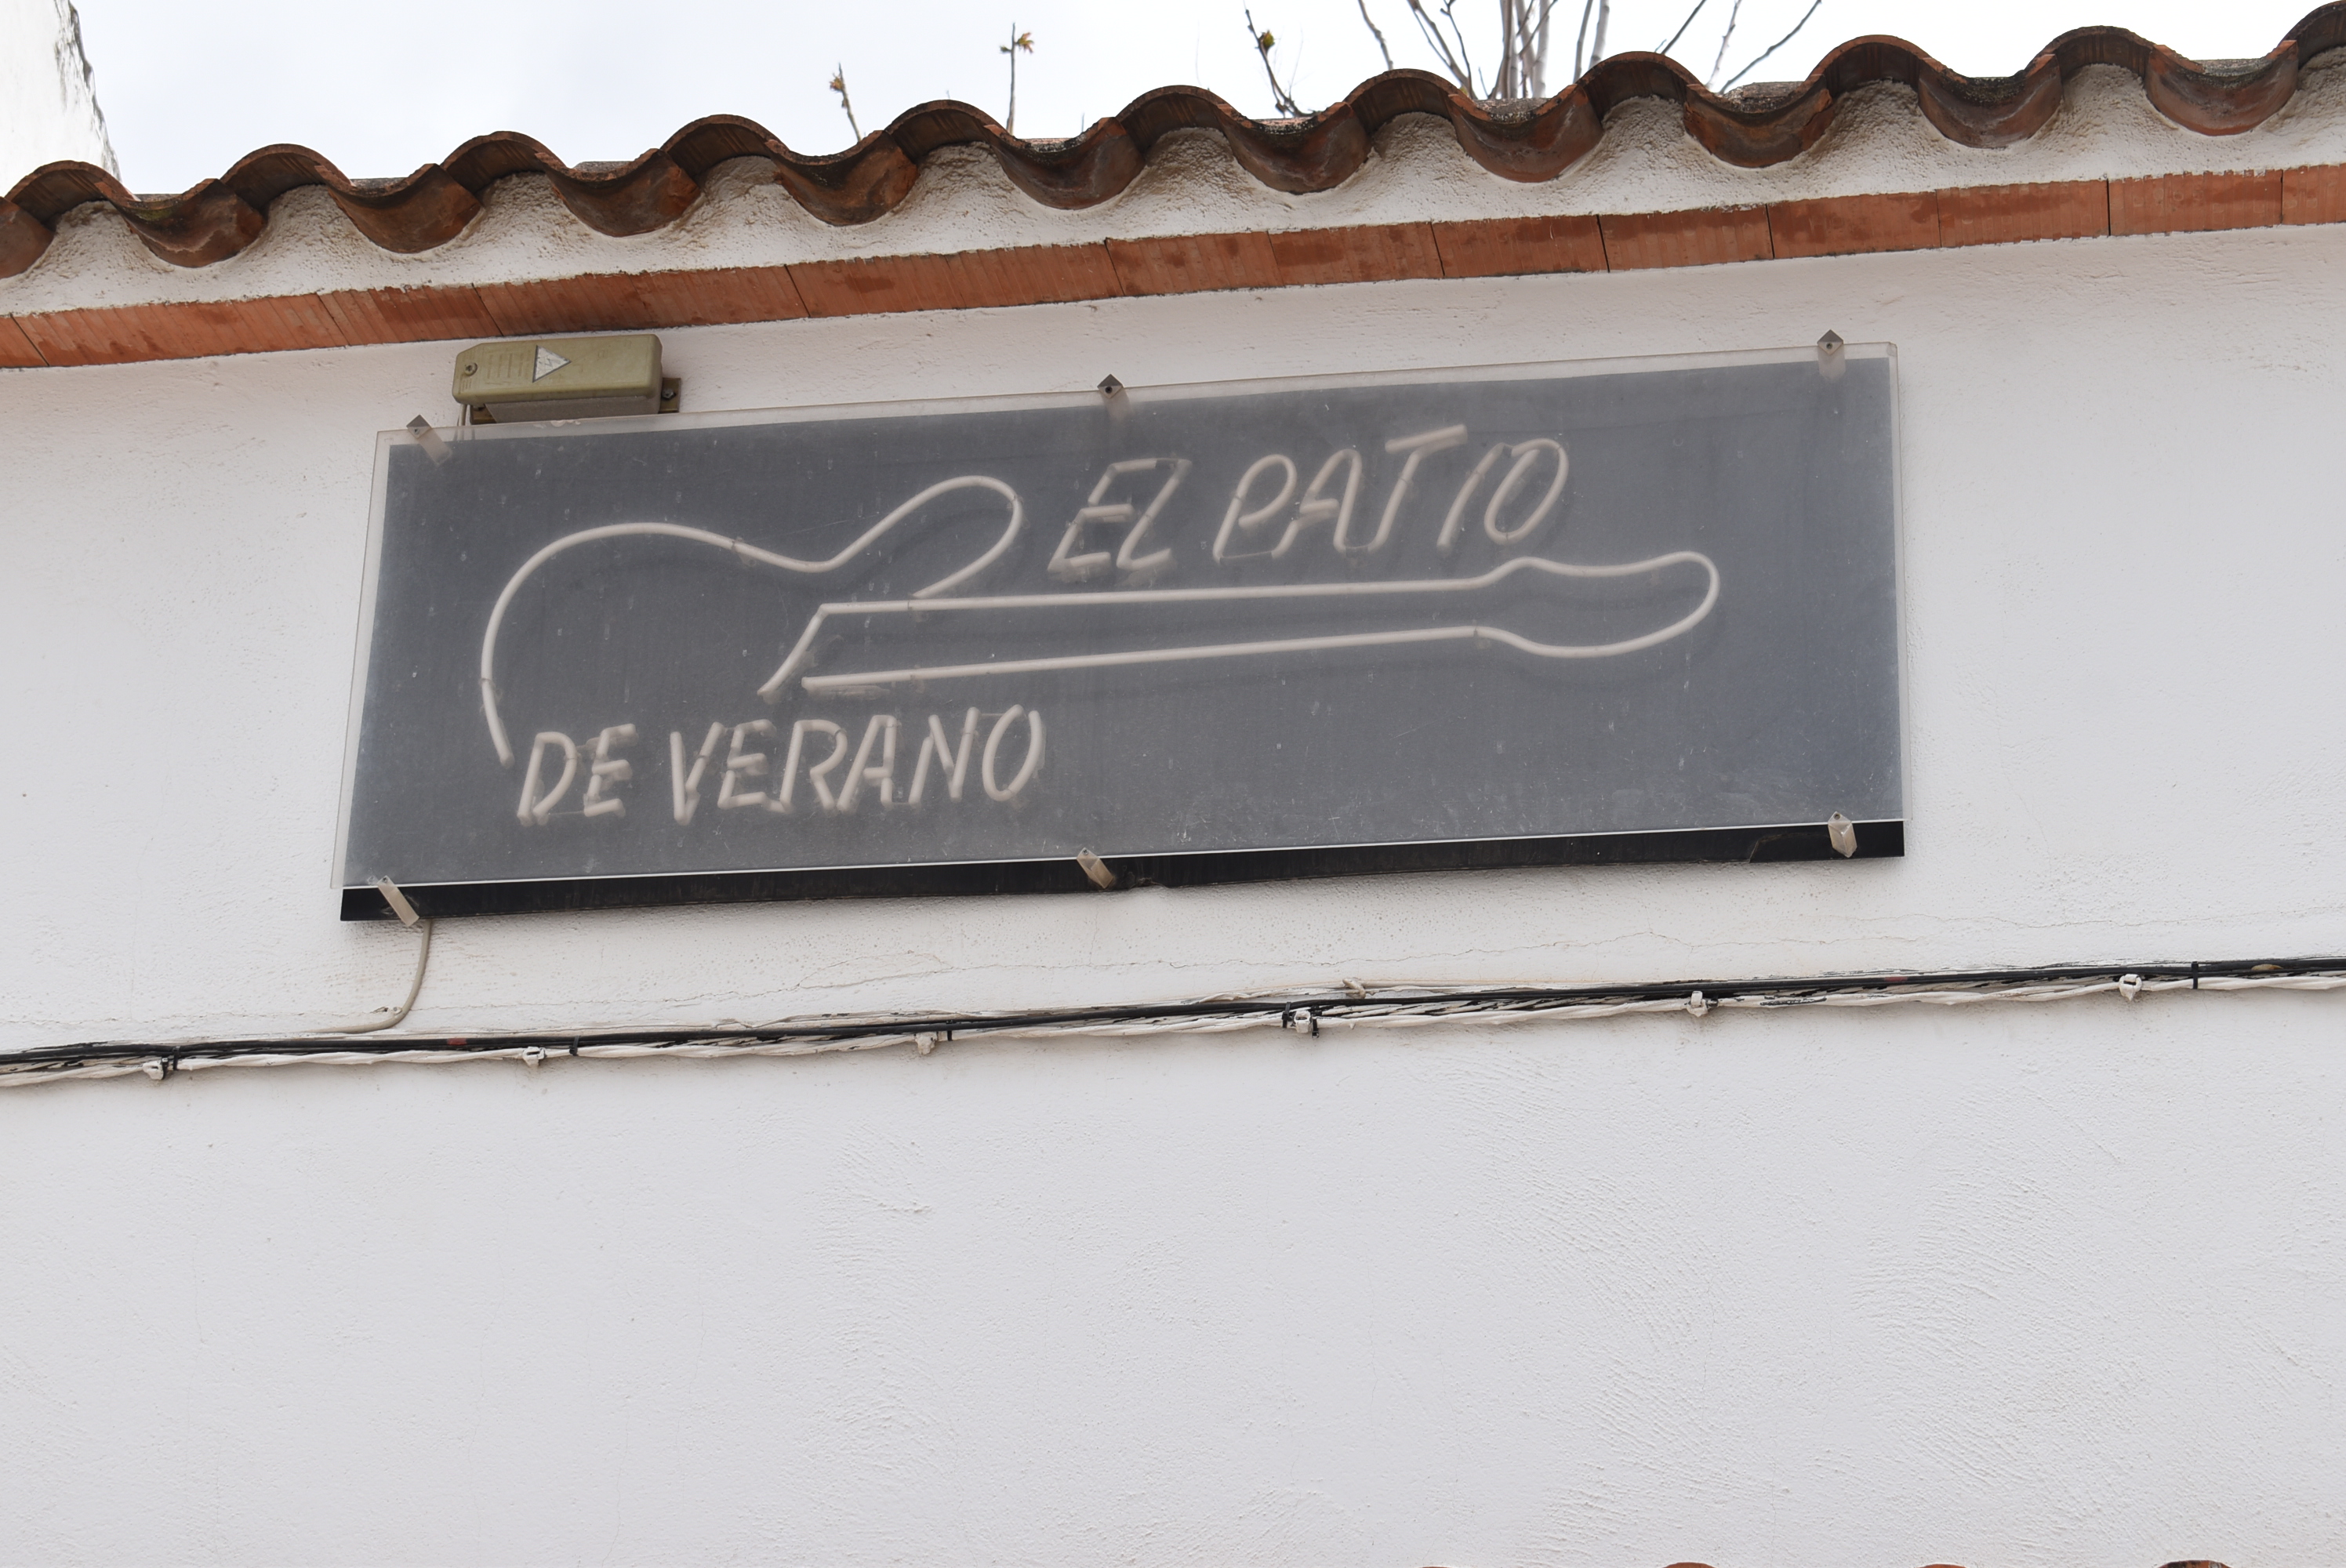 EL PATIO
DE VERANO